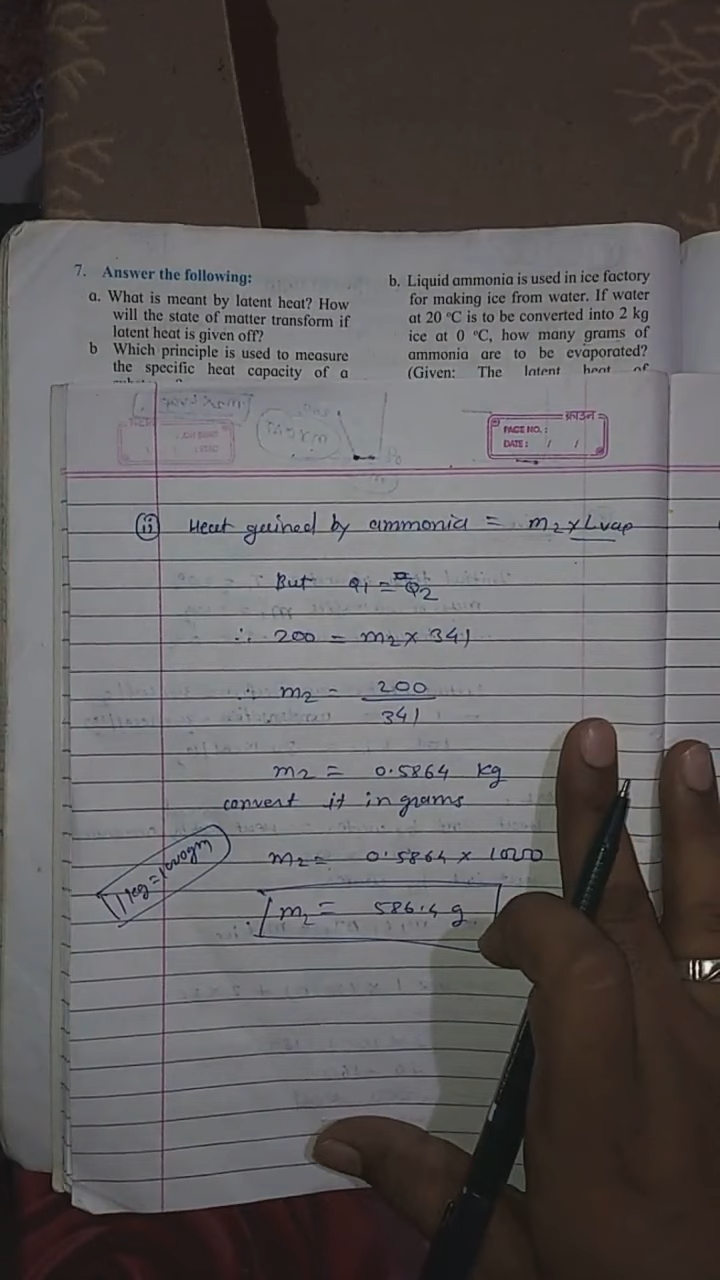 7. Answer the following:
a. What is meant by latent heat? How
will the state of matter transform if
latent heat is given off?
b Which principle is used to measure
the specific heat capacity of a
b. Liquid ammonia is used in ice factory
for making ice from water. If water
at 20 °C is to be converted into 2 kg
ice at 0 °C, how many grams of
ammonia are to be evaporated?
(Given: The latent heat of
क्राउन
PAGE NO. :
DATE : / /
(ii) Heat gained by ammonia = m2 x Lvap
But Q1 = Q2
∴ 200 = m2 x 341
∴ m2 = 200
341
m2 = 0.5864 kg
convert it in grams
1 kg = 1000gm
m2 = 0.5864 x 1000
∴ m2 = 586.4 g